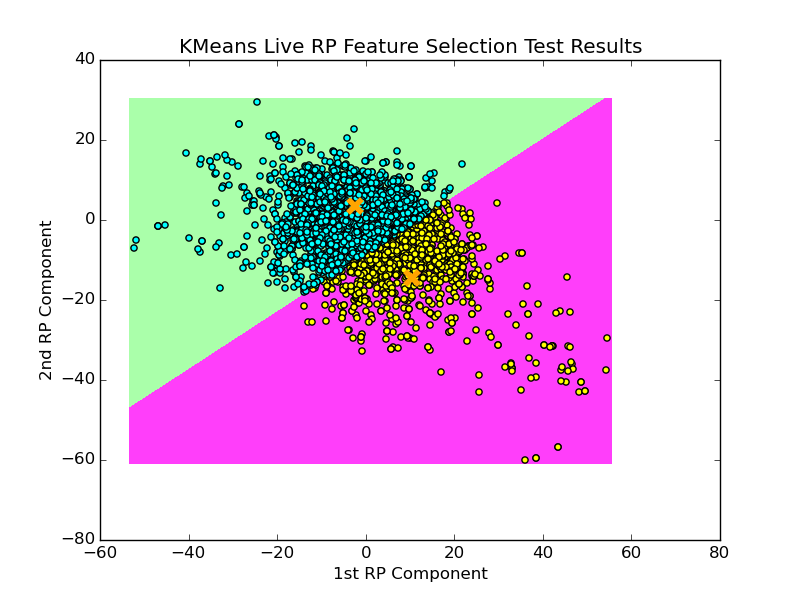 KMeans Live RP Feature Selection Test Results
40
20
0
−20
−40
−60
−80
2nd RP Component
−60 −40 −20 0 20 40 60 80
1st RP Component